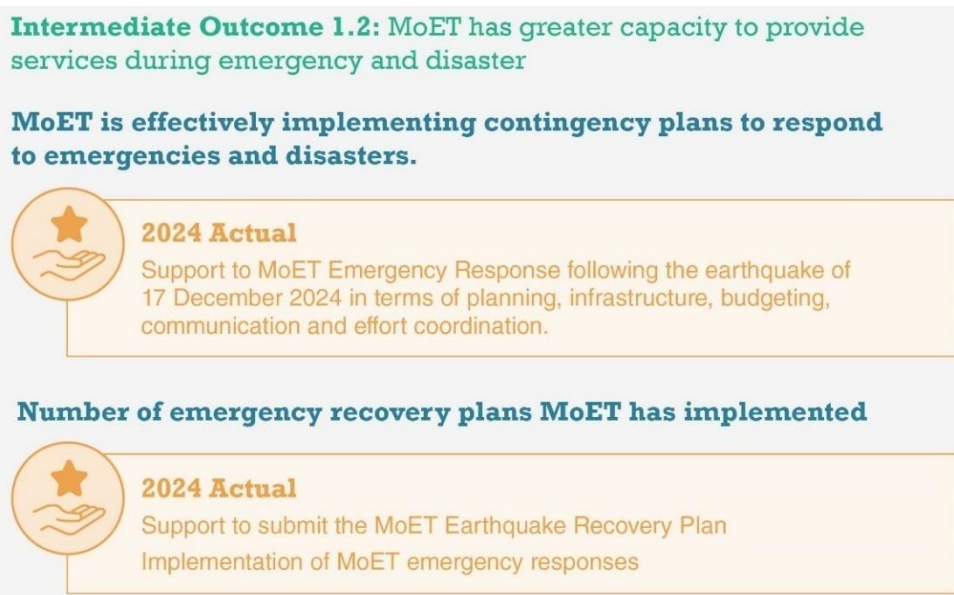 Intermediate Outcome 1.2: MoET has greater capacity to provide
services during emergency and disaster
MoET is effectively implementing contingency plans to respond
to emergencies and disasters.
2024 Actual
Support to MoET Emergency Response following the earthquake of
17 December 2024 in terms of planning, infrastructure, budgeting,
communication and effort coordination.
Number of emergency recovery plans MoET has implemented
2024 Actual
Support to submit the MoET Earthquake Recovery Plan
Implementation of MoET emergency responses